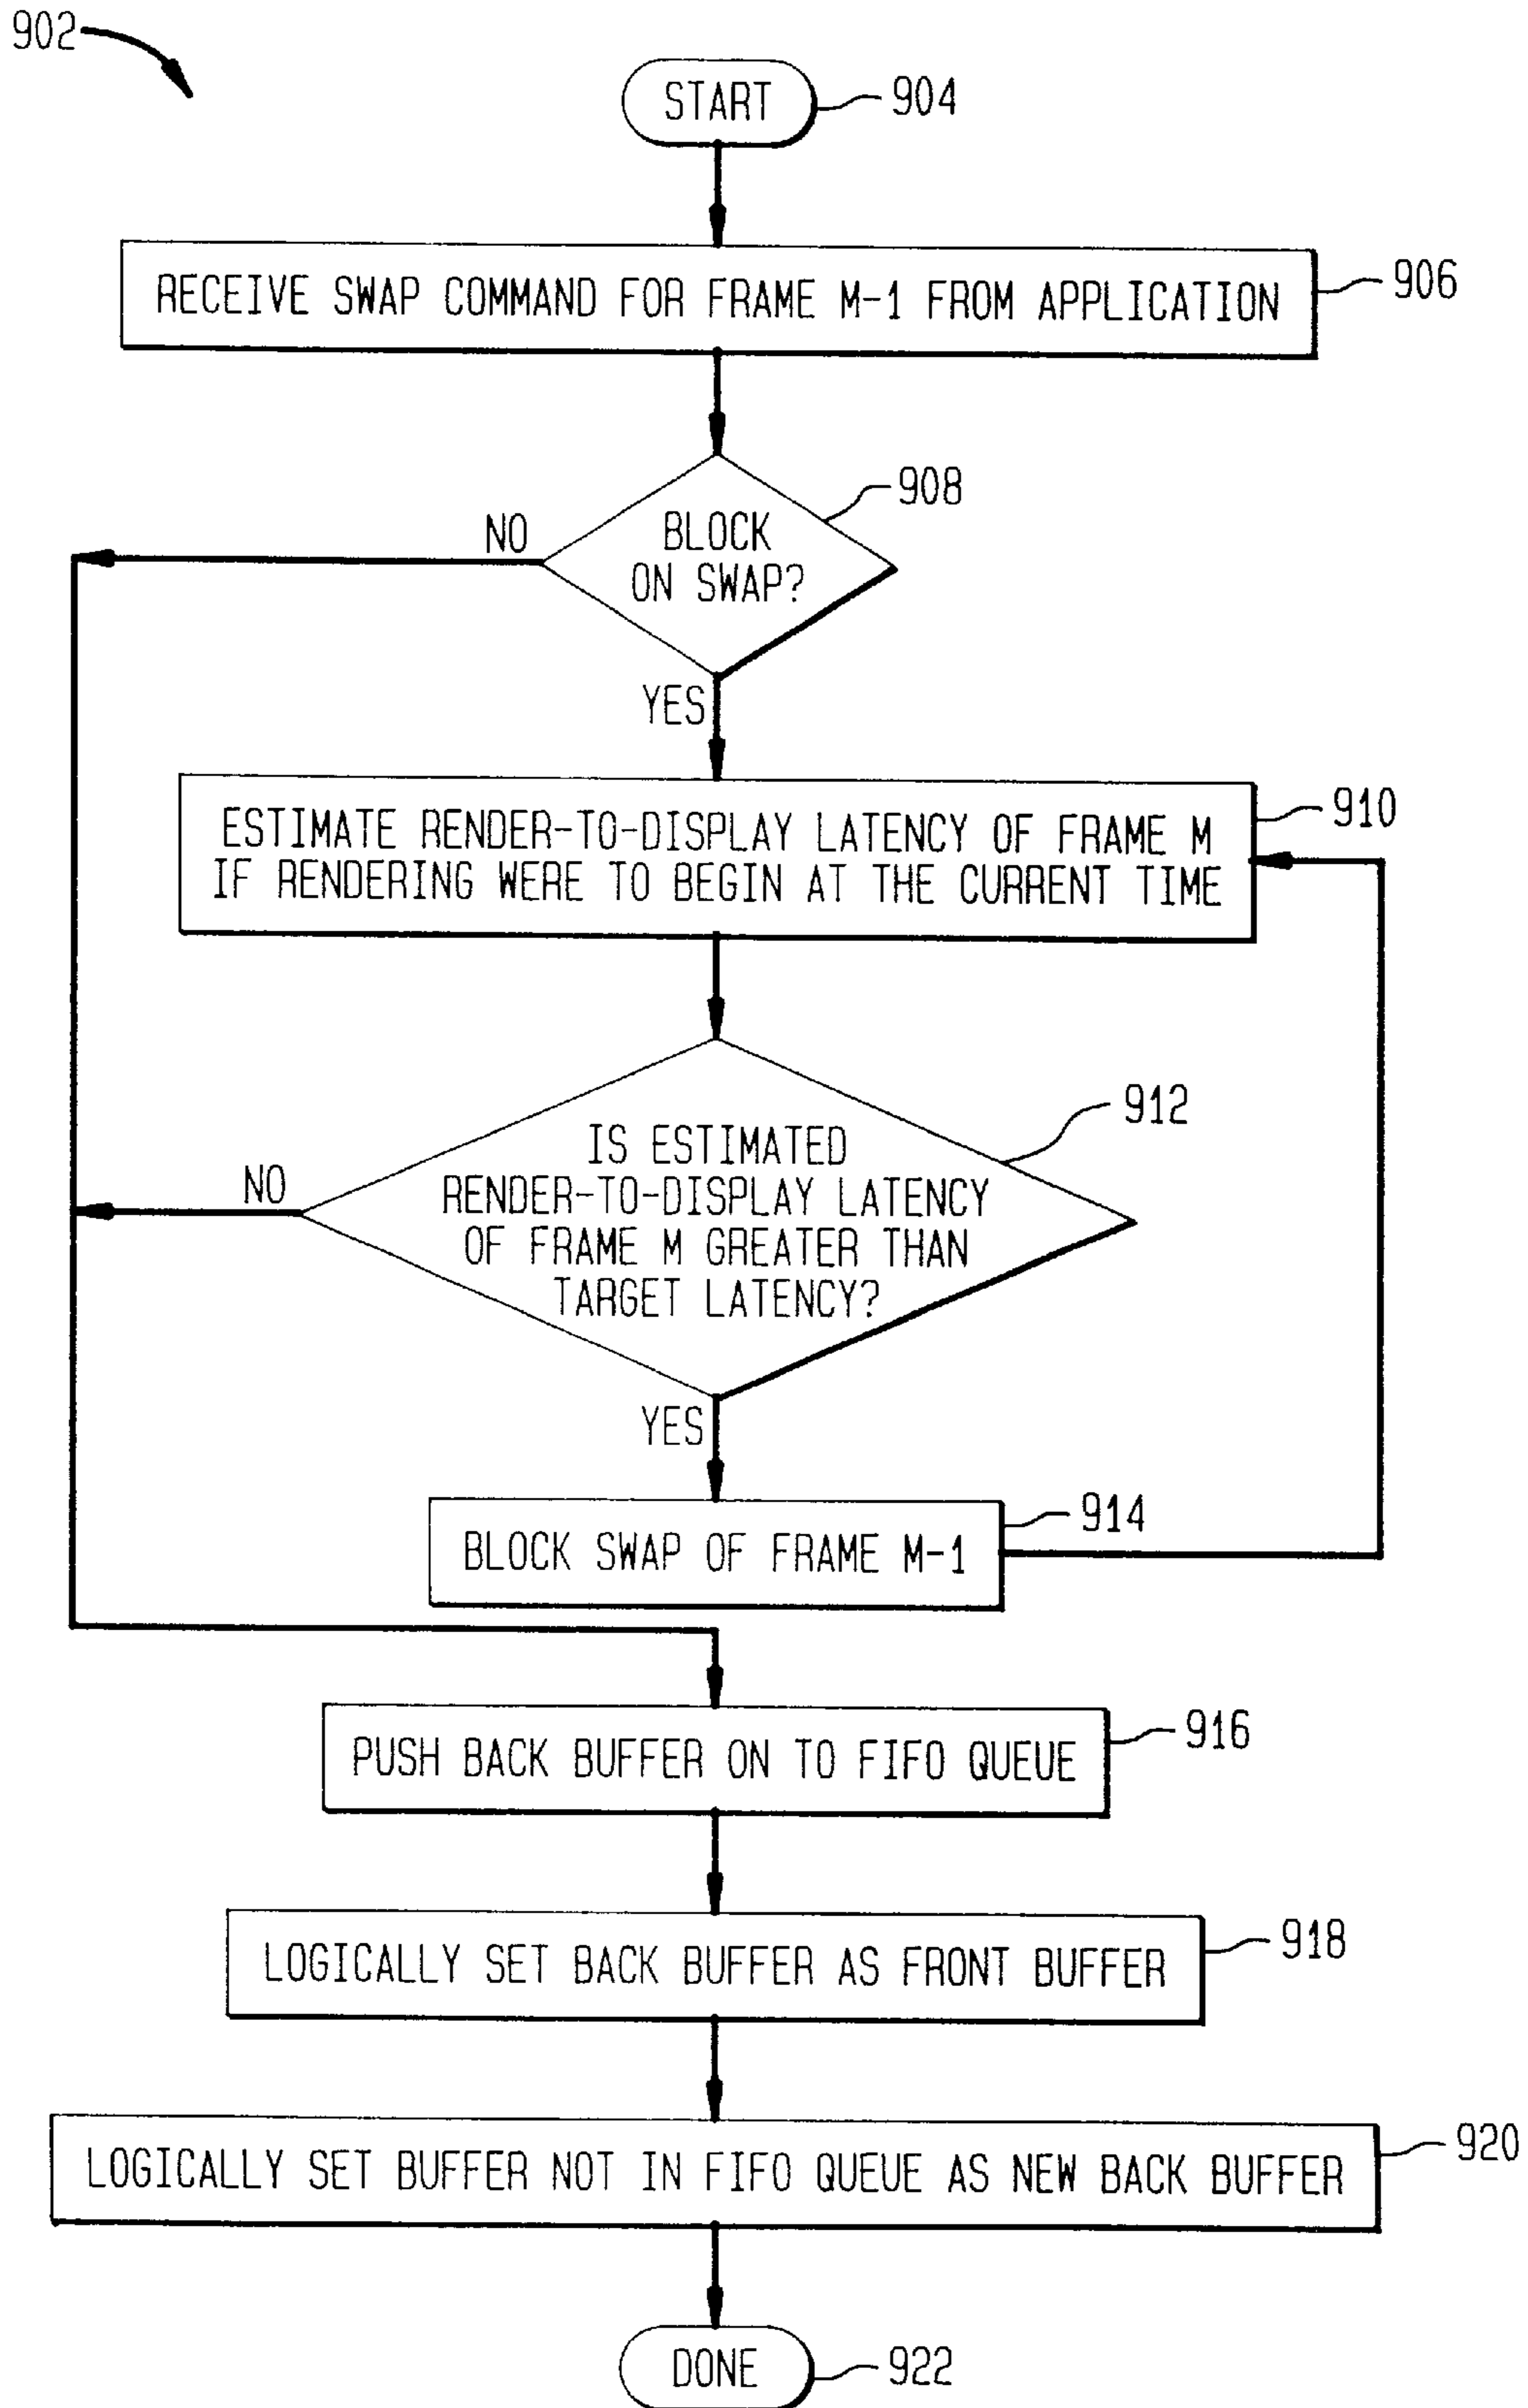 902
START
904
RECEIVE SWAP COMMAND FOR FRAME M-1 FROM APPLICATION
906
908
BLOCK
ON SWAP?
NO
YES
ESTIMATE RENDER-TO-DISPLAY LATENCY OF FRAME M
IF RENDERING WERE TO BEGIN AT THE CURRENT TIME
910
912
IS ESTIMATED
RENDER-TO-DISPLAY LATENCY
OF FRAME M GREATER THAN
TARGET LATENCY?
NO
YES
BLOCK SWAP OF FRAME M-1
914
PUSH BACK BUFFER ON TO FIFO QUEUE
916
LOGICALLY SET BACK BUFFER AS FRONT BUFFER
918
LOGICALLY SET BUFFER NOT IN FIFO QUEUE AS NEW BACK BUFFER
920
DONE
922